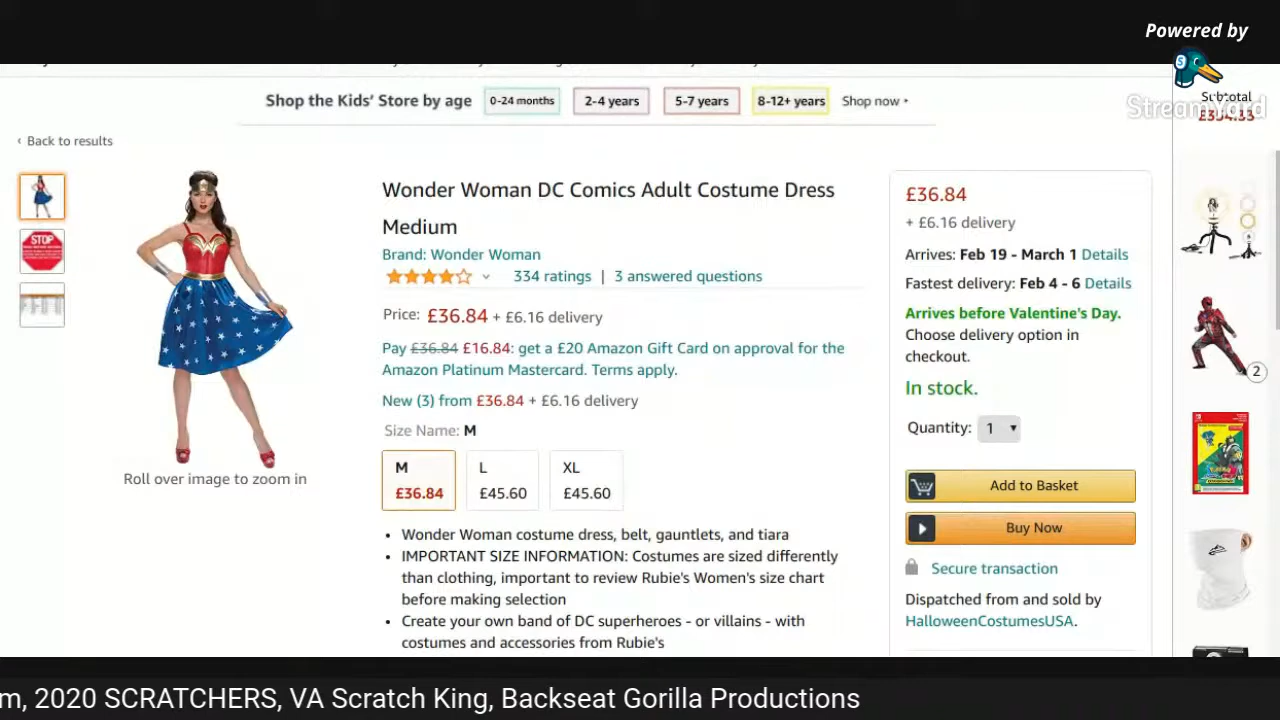 Powered by
StreamYard
Shop the Kids' Store by age
0-24 months
2-4 years
5-7 years
8-12+ years
Shop now
Subtotal
‹ Back to results
STOP
Roll over image to zoom in
Wonder Woman DC Comics Adult Costume Dress
Medium
Brand: Wonder Woman
334 ratings | 3 answered questions
Price: £36.84 + £6.16 delivery
Pay £36.84 £16.84: get a £20 Amazon Gift Card on approval for the
Amazon Platinum Mastercard. Terms apply.
New (3) from £36.84 + £6.16 delivery
Size Name: M
M
£36.84
L
£45.60
XL
£45.60
• Wonder Woman costume dress, belt, gauntlets, and tiara
• IMPORTANT SIZE INFORMATION: Costumes are sized differently
than clothing, important to review Rubie's Women's size chart
before making selection
• Create your own band of DC superheroes - or villains - with
costumes and accessories from Rubie's
£36.84
+ £6.16 delivery
Arrives: Feb 19 - March 1 Details
Fastest delivery: Feb 4 - 6 Details
Arrives before Valentine's Day.
Choose delivery option in
checkout.
In stock.
Quantity: 1
Add to Basket
Buy Now
Secure transaction
Dispatched from and sold by
HalloweenCostumesUSA.
2
m, 2020 SCRATCHERS, VA Scratch King, Backseat Gorilla Productions